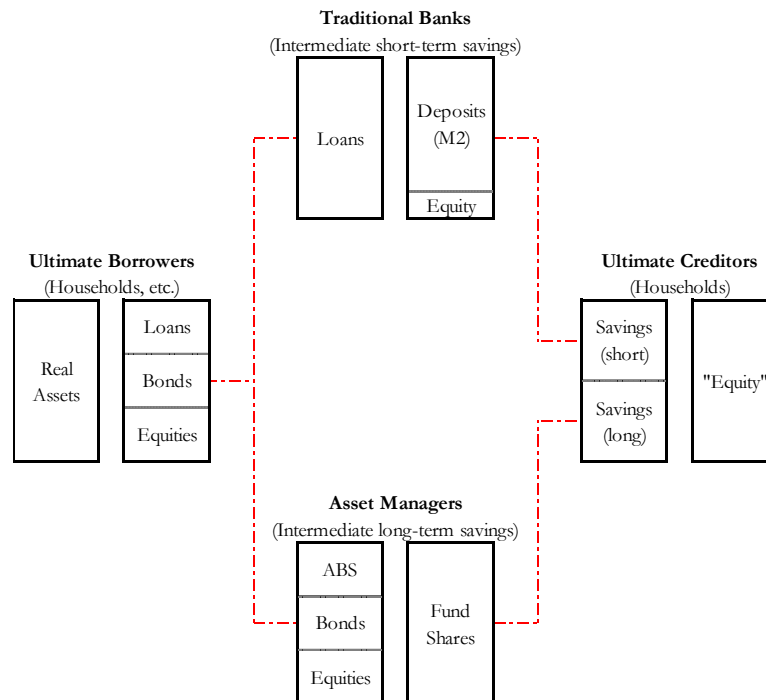 Traditional Banks
(Intermediate short-term savings)
Loans
Deposits
(M2)
Equity
Ultimate Borrowers
(Households, etc.)
Real
Assets
Loans
Bonds
Equities
Ultimate Creditors
(Households)
Savings
(short)
Savings
(long)
"Equity"
Asset Managers
(Intermediate long-term savings)
ABS
Bonds
Equities
Fund
Shares